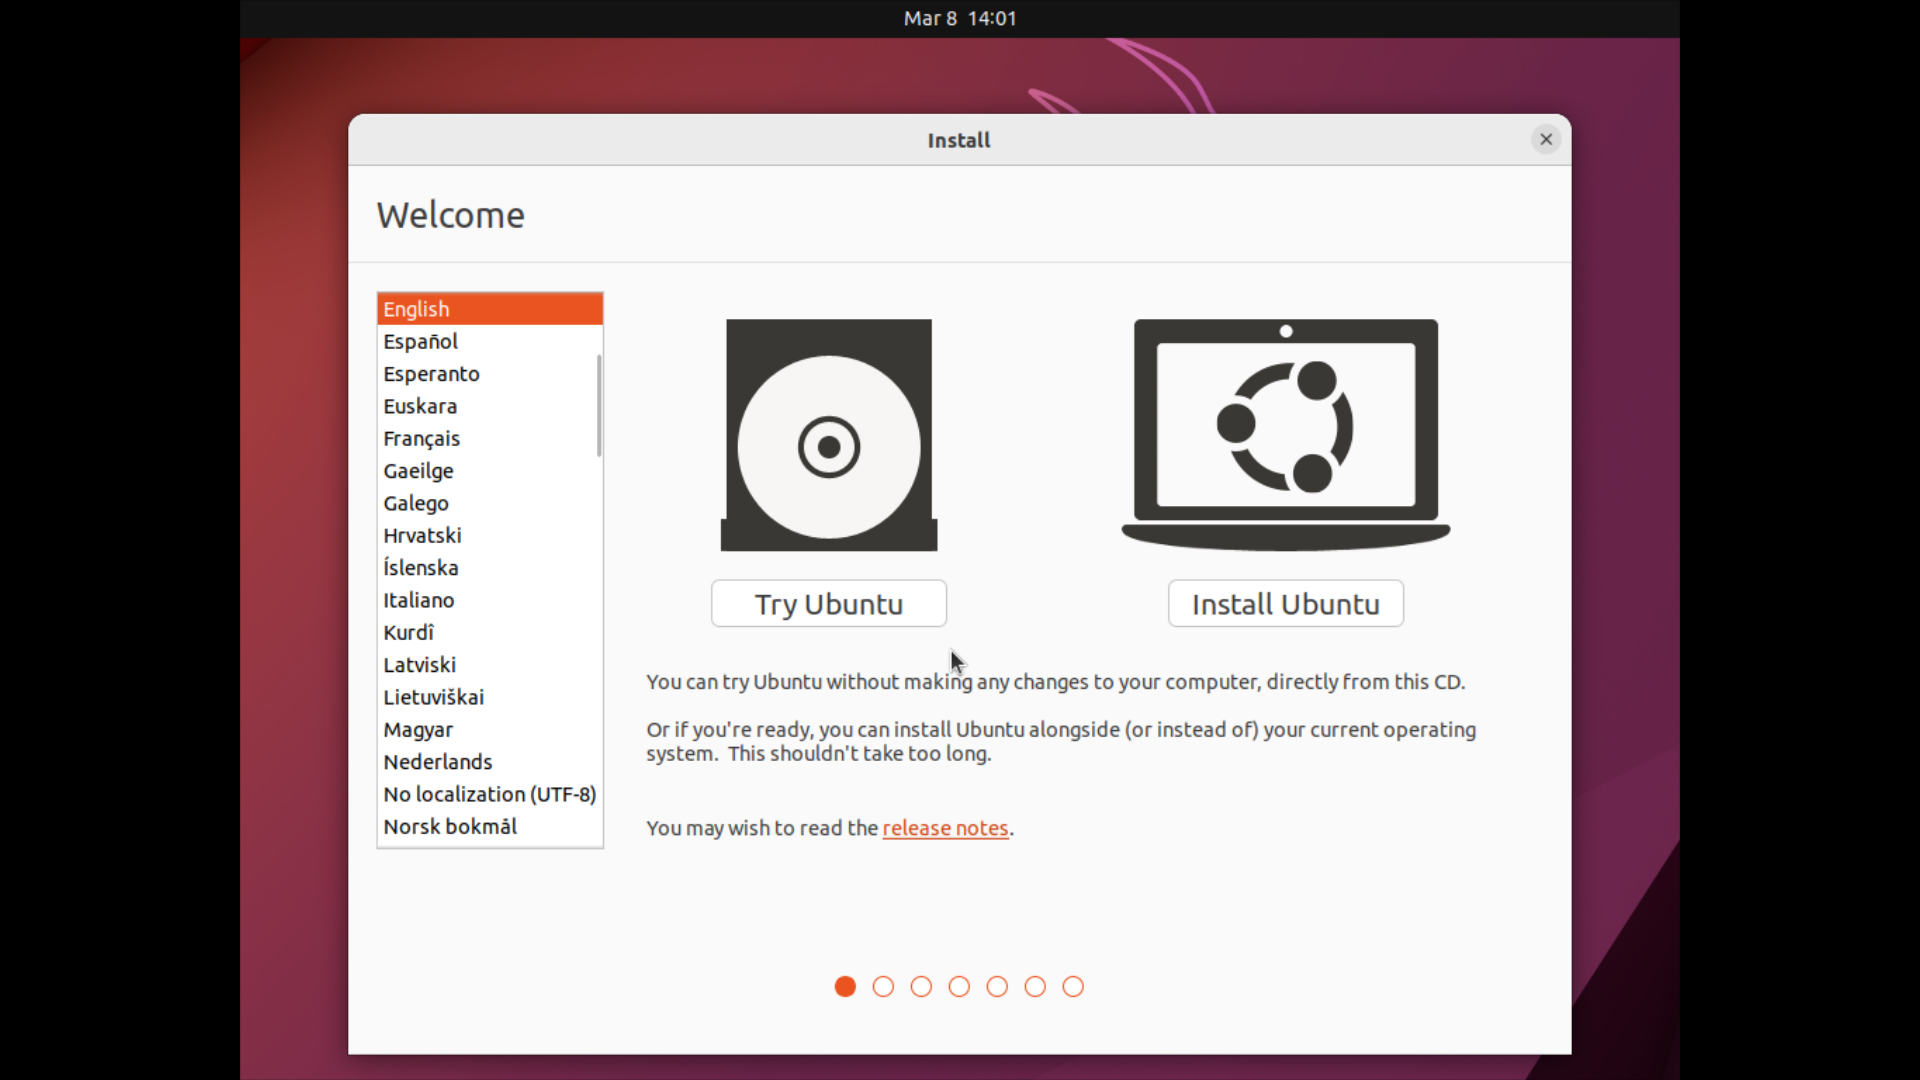 Mar 8 14:01
Install
Welcome
English
Español
Esperanto
Euskara
Français
Gaeilge
Galego
Hrvatski
Íslenska
Italiano
Kurdî
Latviski
Lietuviškai
Magyar
Nederlands
No localization (UTF-8)
Norsk bokmål
Try Ubuntu
Install Ubuntu
You can try Ubuntu without making any changes to your computer, directly from this CD.
Or if you're ready, you can install Ubuntu alongside (or instead of) your current operating
system. This shouldn't take too long.
You may wish to read the release notes.